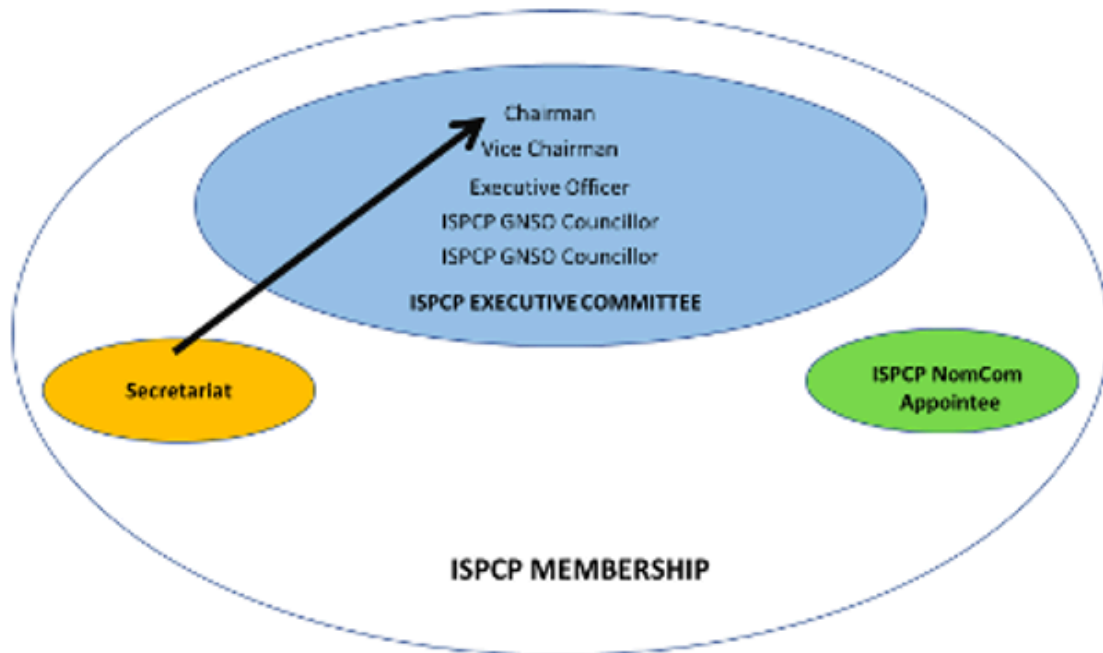 Chairman
Vice Chairman
Executive Officer
ISPCP GNSO Councillor
ISPCP GNSO Councillor
ISPCP EXECUTIVE COMMITTEE
Secretariat
ISPCP NomCom
Appointee
ISPCP MEMBERSHIP